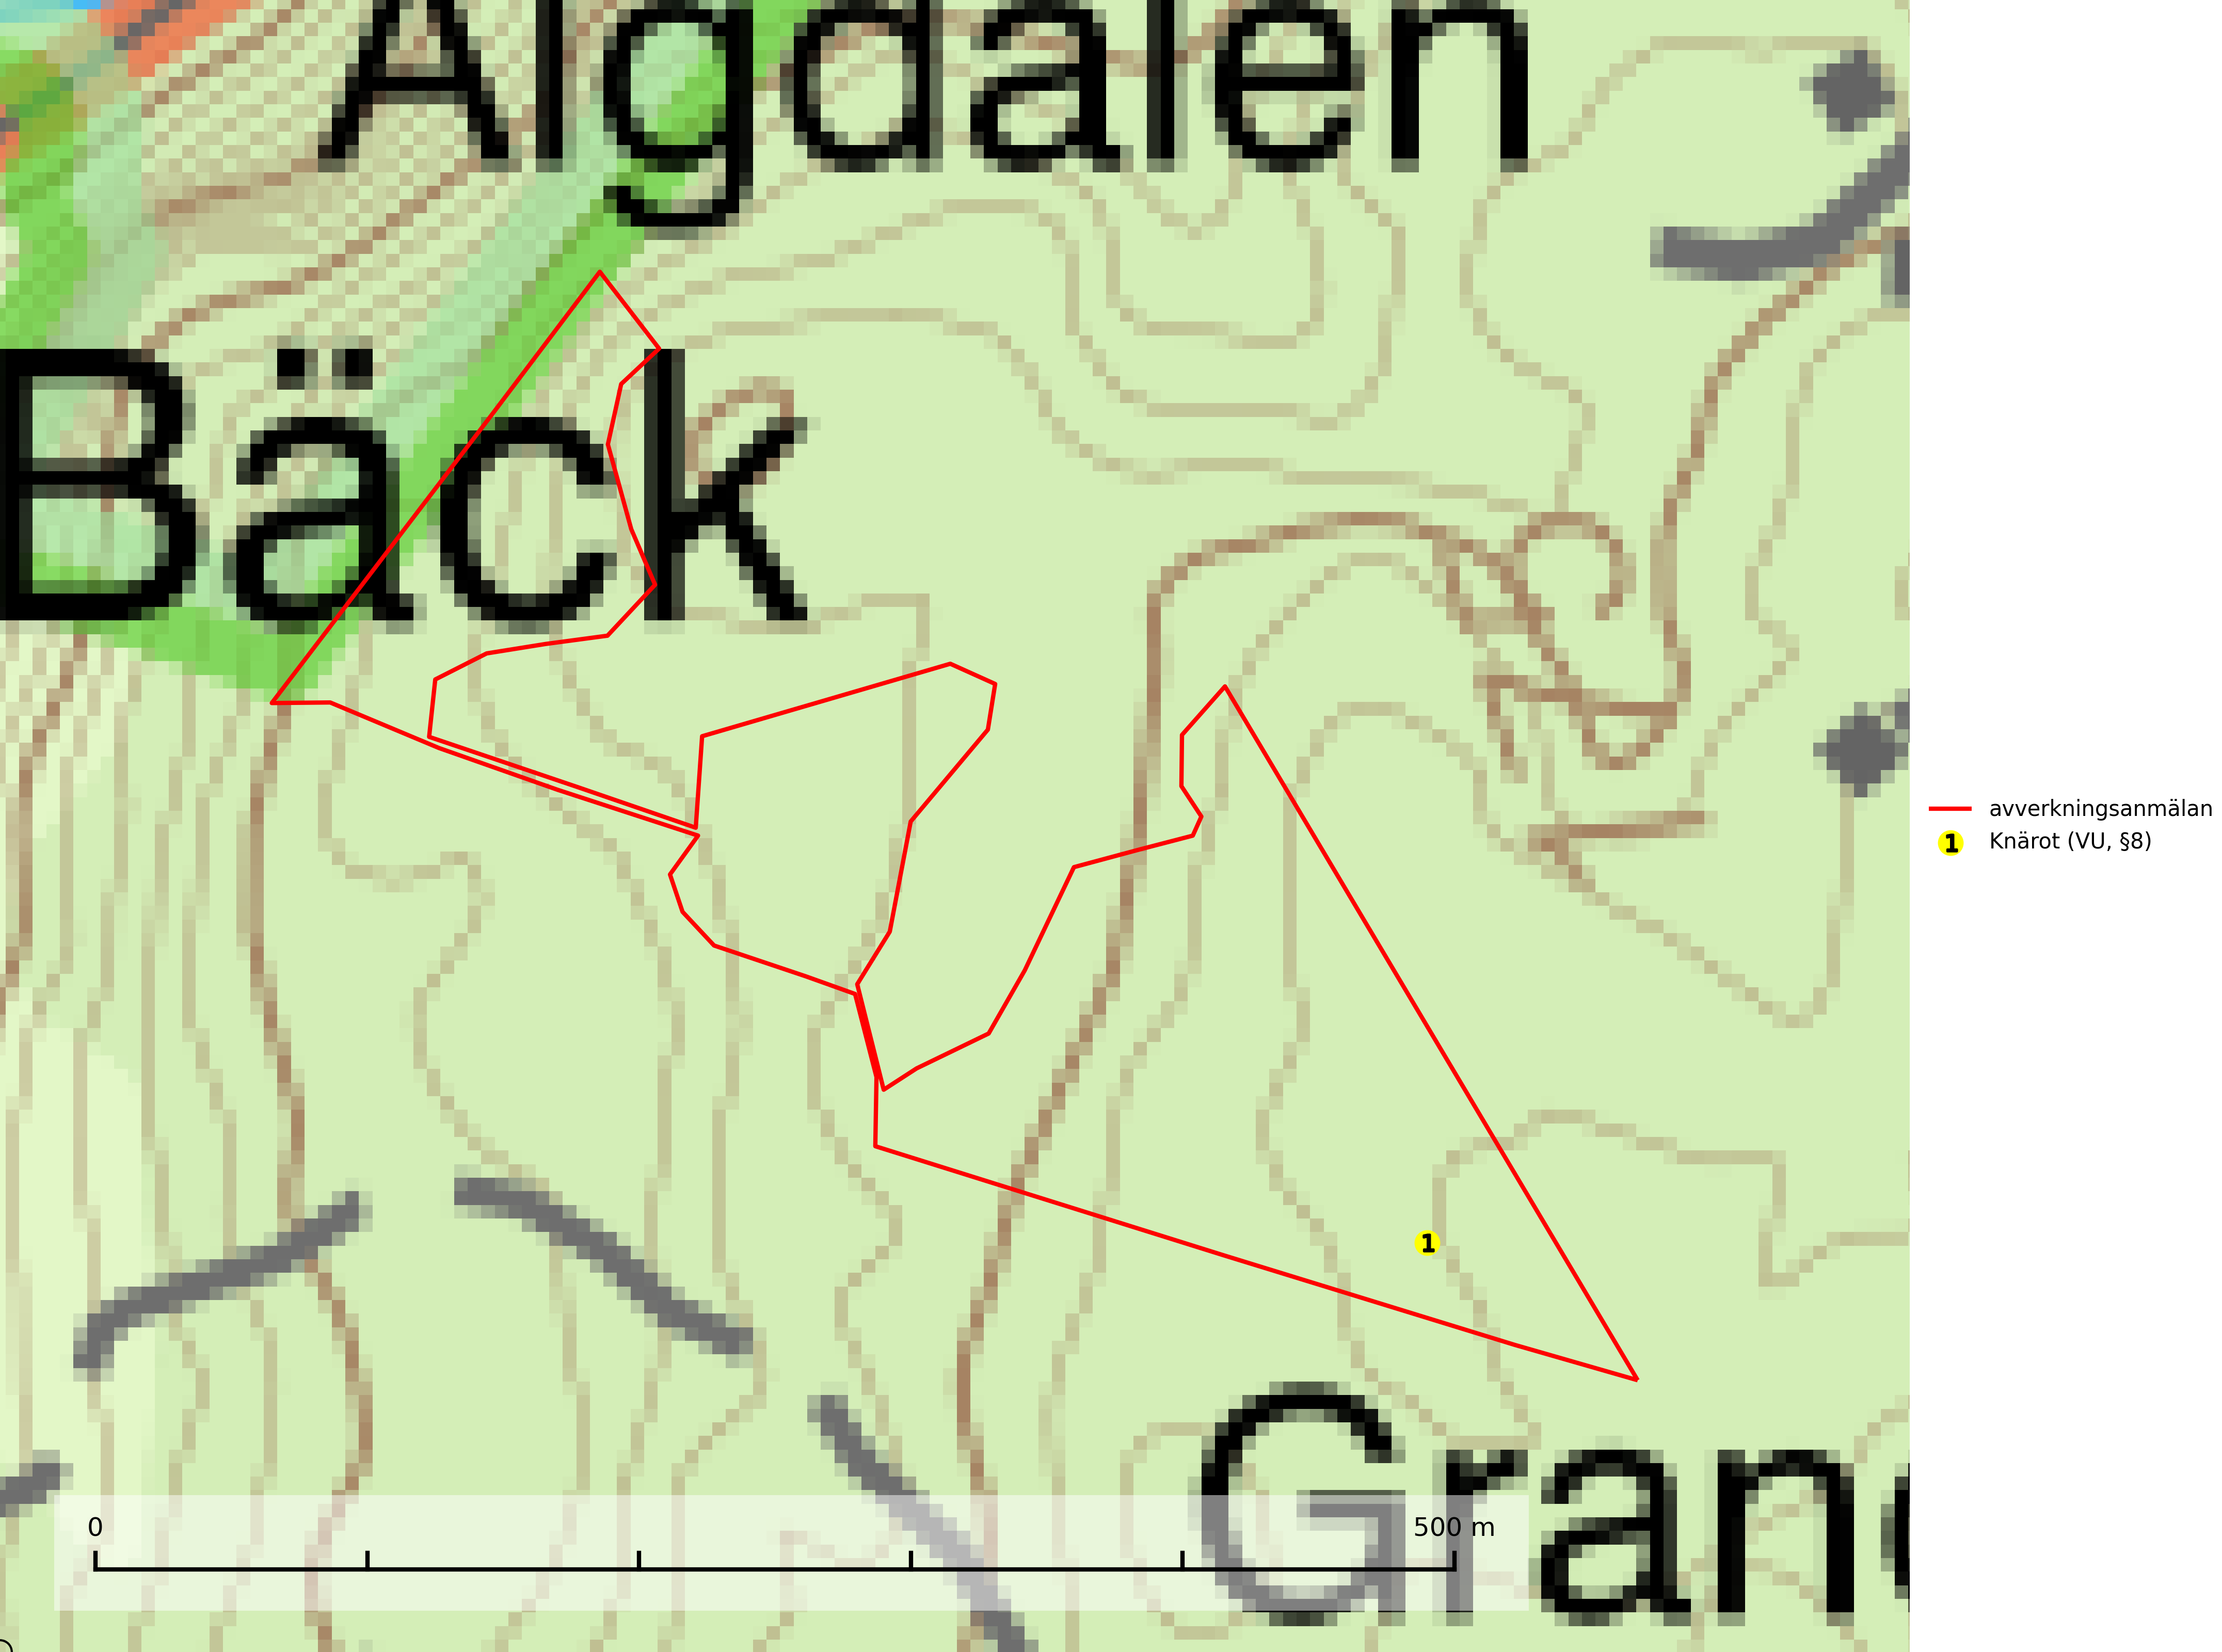 Algdalen
Bäck
avverkningsanmälan
1 Knärot (VU, §8)
1
Gran
0 500 m